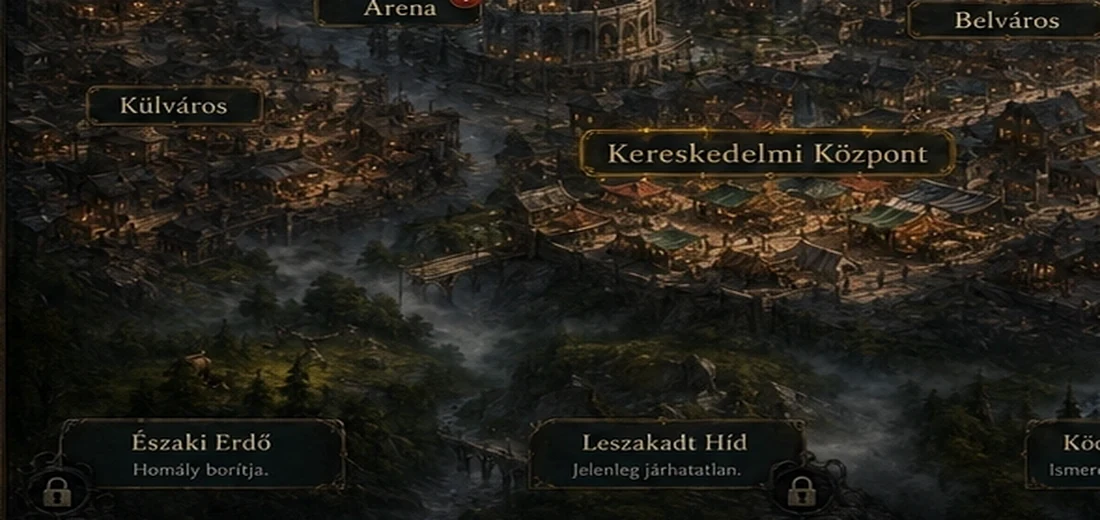 Aréna
Belváros
Külváros
Kereskedelmi Központ
Északi Erdő
Homály borítja.
Leszakadt Híd
Jelenleg járhatatlan.